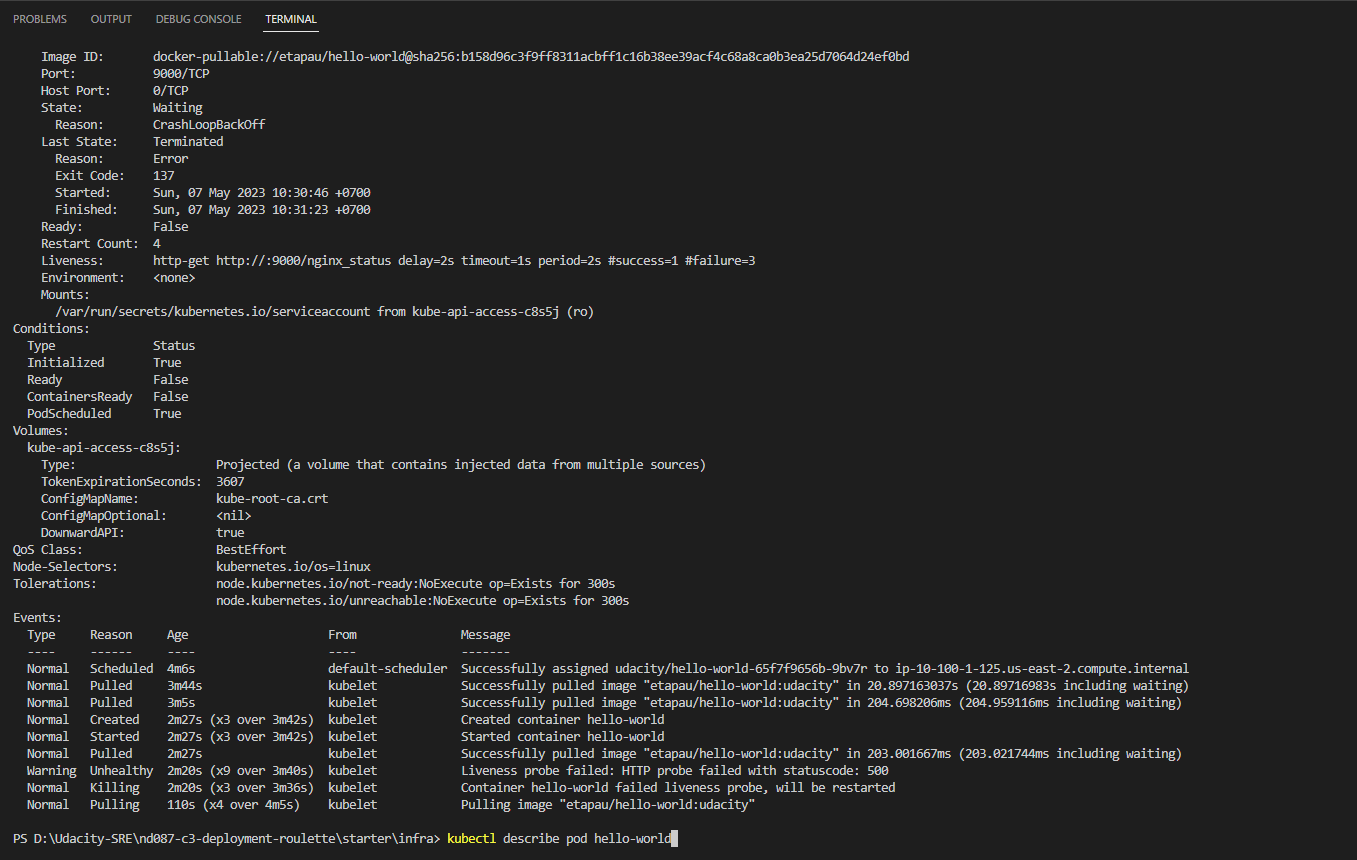 PROBLEMS OUTPUT DEBUG CONSOLE TERMINAL
Image ID: docker-pullable://etapau/hello-world@sha256:b158d96c3f9ff8311acbff1c16b38ee39acf4c68a8ca0b3ea25d7064d24ef0bd
Port: 9000/TCP
Host Port: 0/TCP
State: Waiting
Reason: CrashLoopBackOff
Last State: Terminated
Reason: Error
Exit Code: 137
Started: Sun, 07 May 2023 10:30:46 +0700
Finished: Sun, 07 May 2023 10:31:23 +0700
Ready: False
Restart Count: 4
Liveness: http-get http://:9000/nginx_status delay=2s timeout=1s period=2s #success=1 #failure=3
Environment: <none>
Mounts:
/var/run/secrets/kubernetes.io/serviceaccount from kube-api-access-c8s5j (ro)
Conditions:
Type Status
Initialized True
Ready False
ContainersReady False
PodScheduled True
Volumes:
kube-api-access-c8s5j:
Type: Projected (a volume that contains injected data from multiple sources)
TokenExpirationSeconds: 3607
ConfigMapName: kube-root-ca.crt
ConfigMapOptional: <nil>
DownwardAPI: true
QoS Class: BestEffort
Node-Selectors: kubernetes.io/os=linux
Tolerations: node.kubernetes.io/not-ready:NoExecute op=Exists for 300s
node.kubernetes.io/unreachable:NoExecute op=Exists for 300s
Events:
Type Reason Age From Message
---- ------ ---- ---- -------
Normal Scheduled 4m6s default-scheduler Successfully assigned udacity/hello-world-65f7f9656b-9bv7r to ip-10-100-1-125.us-east-2.compute.internal
Normal Pulled 3m44s kubelet Successfully pulled image "etapau/hello-world:udacity" in 20.897163037s (20.89716983s including waiting)
Normal Pulled 3m5s kubelet Successfully pulled image "etapau/hello-world:udacity" in 204.698206ms (204.959116ms including waiting)
Normal Created 2m27s (x3 over 3m42s) kubelet Created container hello-world
Normal Started 2m27s (x3 over 3m42s) kubelet Started container hello-world
Normal Pulled 2m27s kubelet Successfully pulled image "etapau/hello-world:udacity" in 203.001667ms (203.021744ms including waiting)
Warning Unhealthy 2m20s (x9 over 3m40s) kubelet Liveness probe failed: HTTP probe failed with statuscode: 500
Normal Killing 2m20s (x3 over 3m36s) kubelet Container hello-world failed liveness probe, will be restarted
Normal Pulling 110s (x4 over 4m5s) kubelet Pulling image "etapau/hello-world:udacity"
PS D:\Udacity-SRE\nd087-c3-deployment-roulette\starter\infra> kubectl describe pod hello-world